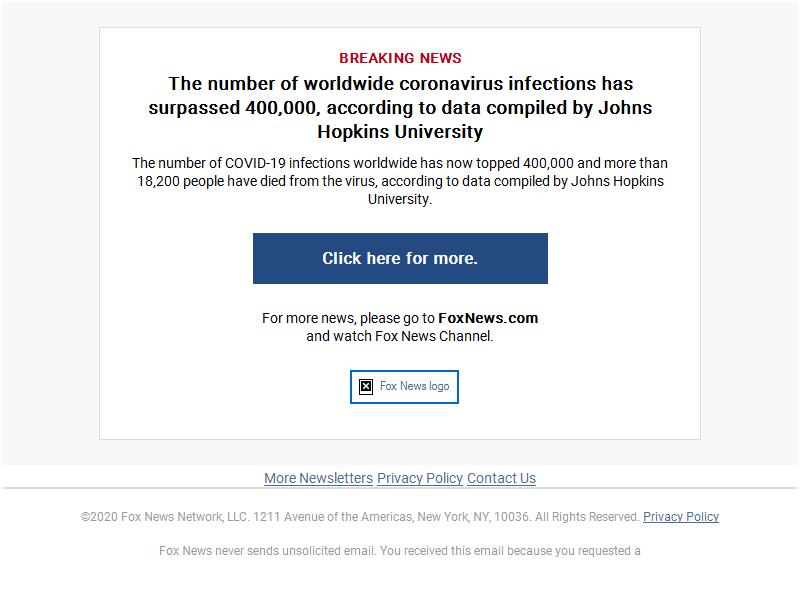 BREAKING NEWS
The number of worldwide coronavirus infections has
surpassed 400,000, according to data compiled by Johns
Hopkins University
The number of COVID-19 infections worldwide has now topped 400,000 and more than
18,200 people have died from the virus, according to data compiled by Johns Hopkins
University.
Click here for more.
For more news, please go to FoxNews.com
and watch Fox News Channel.
Fox News logo
More Newsletters Privacy Policy Contact Us
©2020 Fox News Network, LLC. 1211 Avenue of the Americas, New York, NY, 10036. All Rights Reserved. Privacy Policy
Fox News never sends unsolicited email. You received this email because you requested a